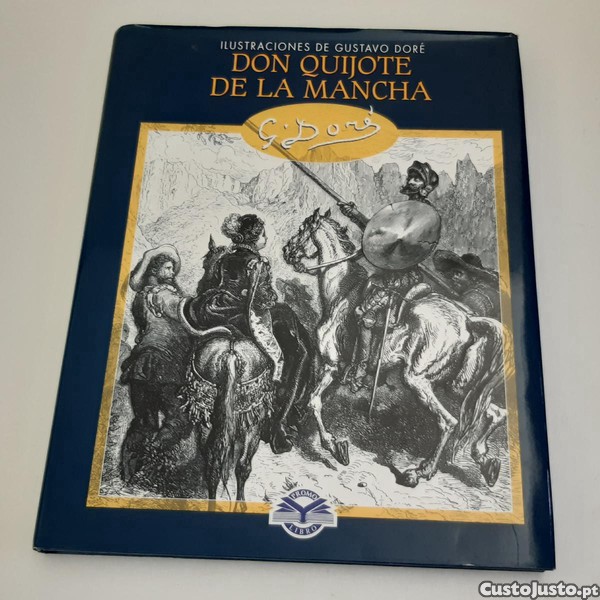 ILUSTRACIONES DE GUSTAVO DORÉ
DON QUIJOTE
DE LA MANCHA
G. Doré
PROMO
LIBRO
CustoJusto.pt